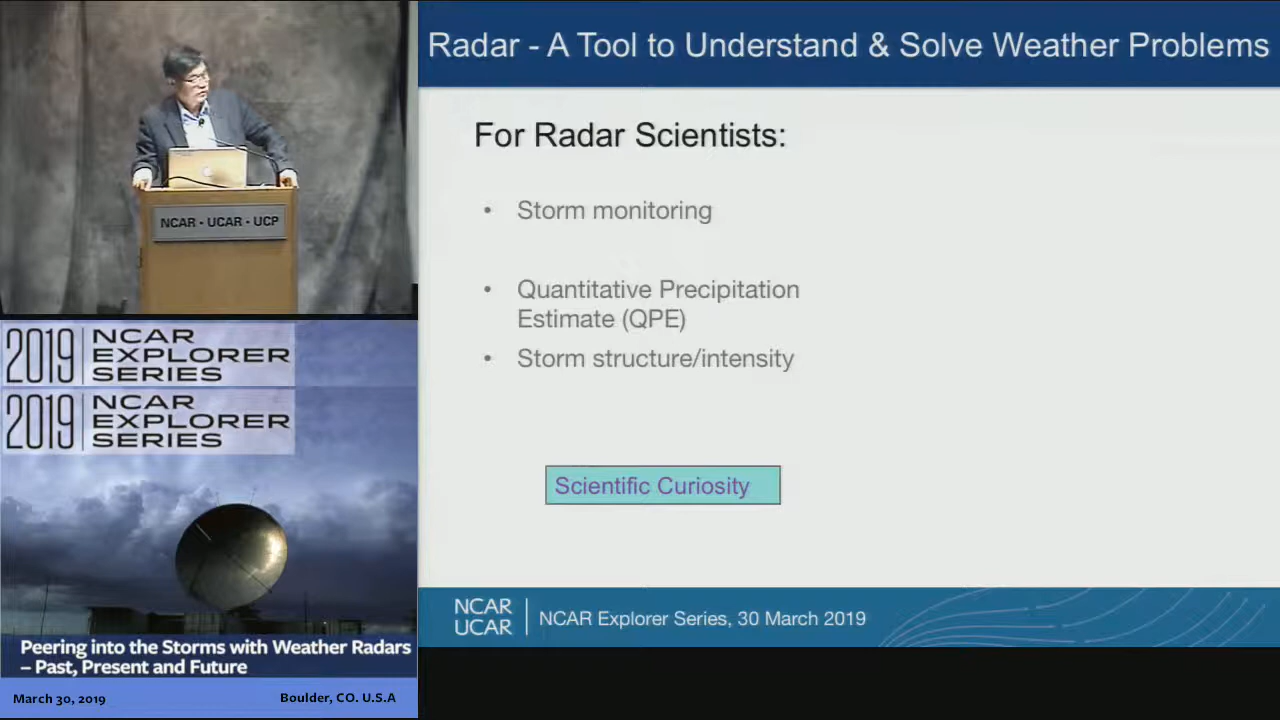 Radar - A Tool to Understand & Solve Weather Problems
For Radar Scientists:
• Storm monitoring
• Quantitative Precipitation
Estimate (QPE)
• Storm structure/intensity
Scientific Curiosity
NCAR
UCAR
NCAR Explorer Series, 30 March 2019
NCAR - UCAR - UCP
2019
NCAR
EXPLORER
SERIES
2019
NCAR
EXPLORER
SERIES
Peering into the Storms with Weather Radars
– Past, Present and Future
March 30, 2019
Boulder, CO. U.S.A